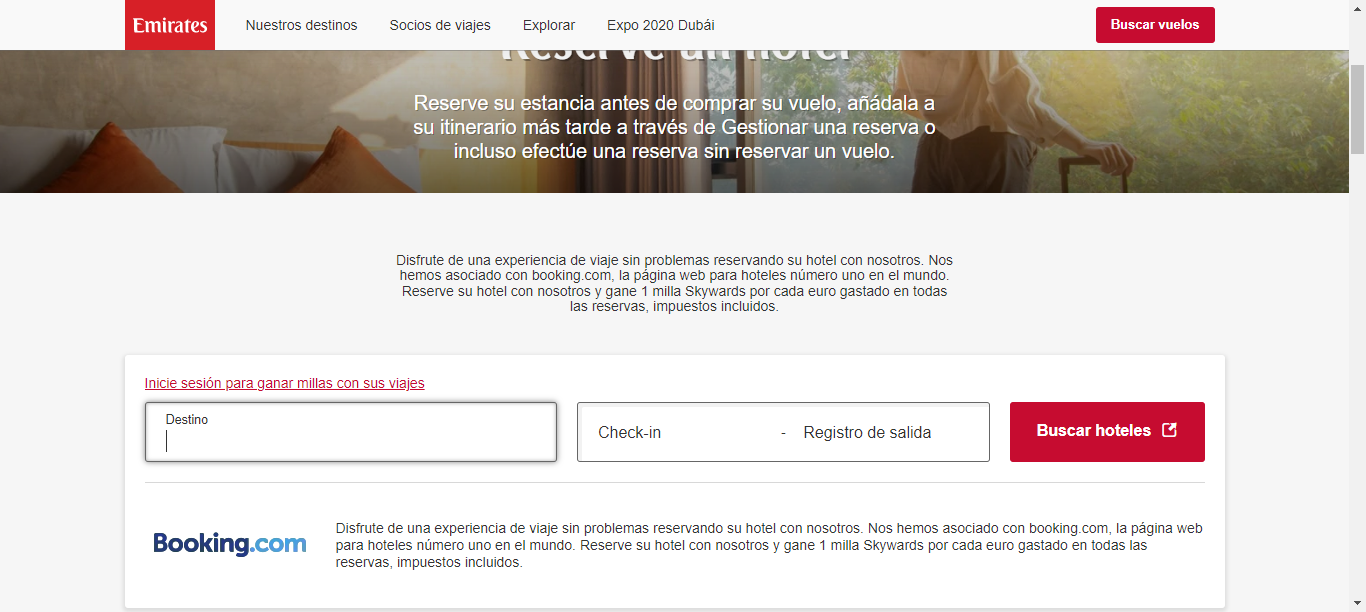 Emirates
Nuestros destinos
Socios de viajes
Explorar
Expo 2020 Dubái
Buscar vuelos
Reserve un hotel
Reserve su estancia antes de comprar su vuelo, añádala a
su itinerario más tarde a través de Gestionar una reserva o
incluso efectúe una reserva sin reservar un vuelo.
Disfrute de una experiencia de viaje sin problemas reservando su hotel con nosotros. Nos
hemos asociado con booking.com, la página web para hoteles número uno en el mundo.
Reserve su hotel con nosotros y gane 1 milla Skywards por cada euro gastado en todas
las reservas, impuestos incluidos.
Inicie sesión para ganar millas con sus viajes
Destino
Check-in - Registro de salida
Buscar hoteles
Booking.com
Disfrute de una experiencia de viaje sin problemas reservando su hotel con nosotros. Nos hemos asociado con booking.com, la página web
para hoteles número uno en el mundo. Reserve su hotel con nosotros y gane 1 milla Skywards por cada euro gastado en todas las
reservas, impuestos incluidos.